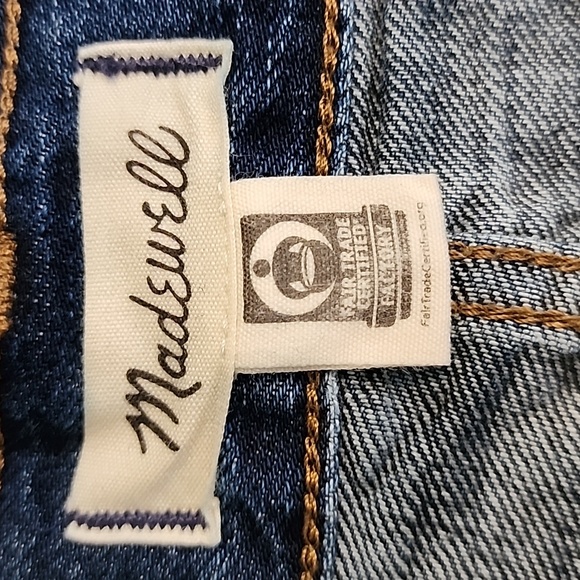 Madewell
FAIR TRADE
CERTIFIED
FACTORY
FairTradeCertified.org